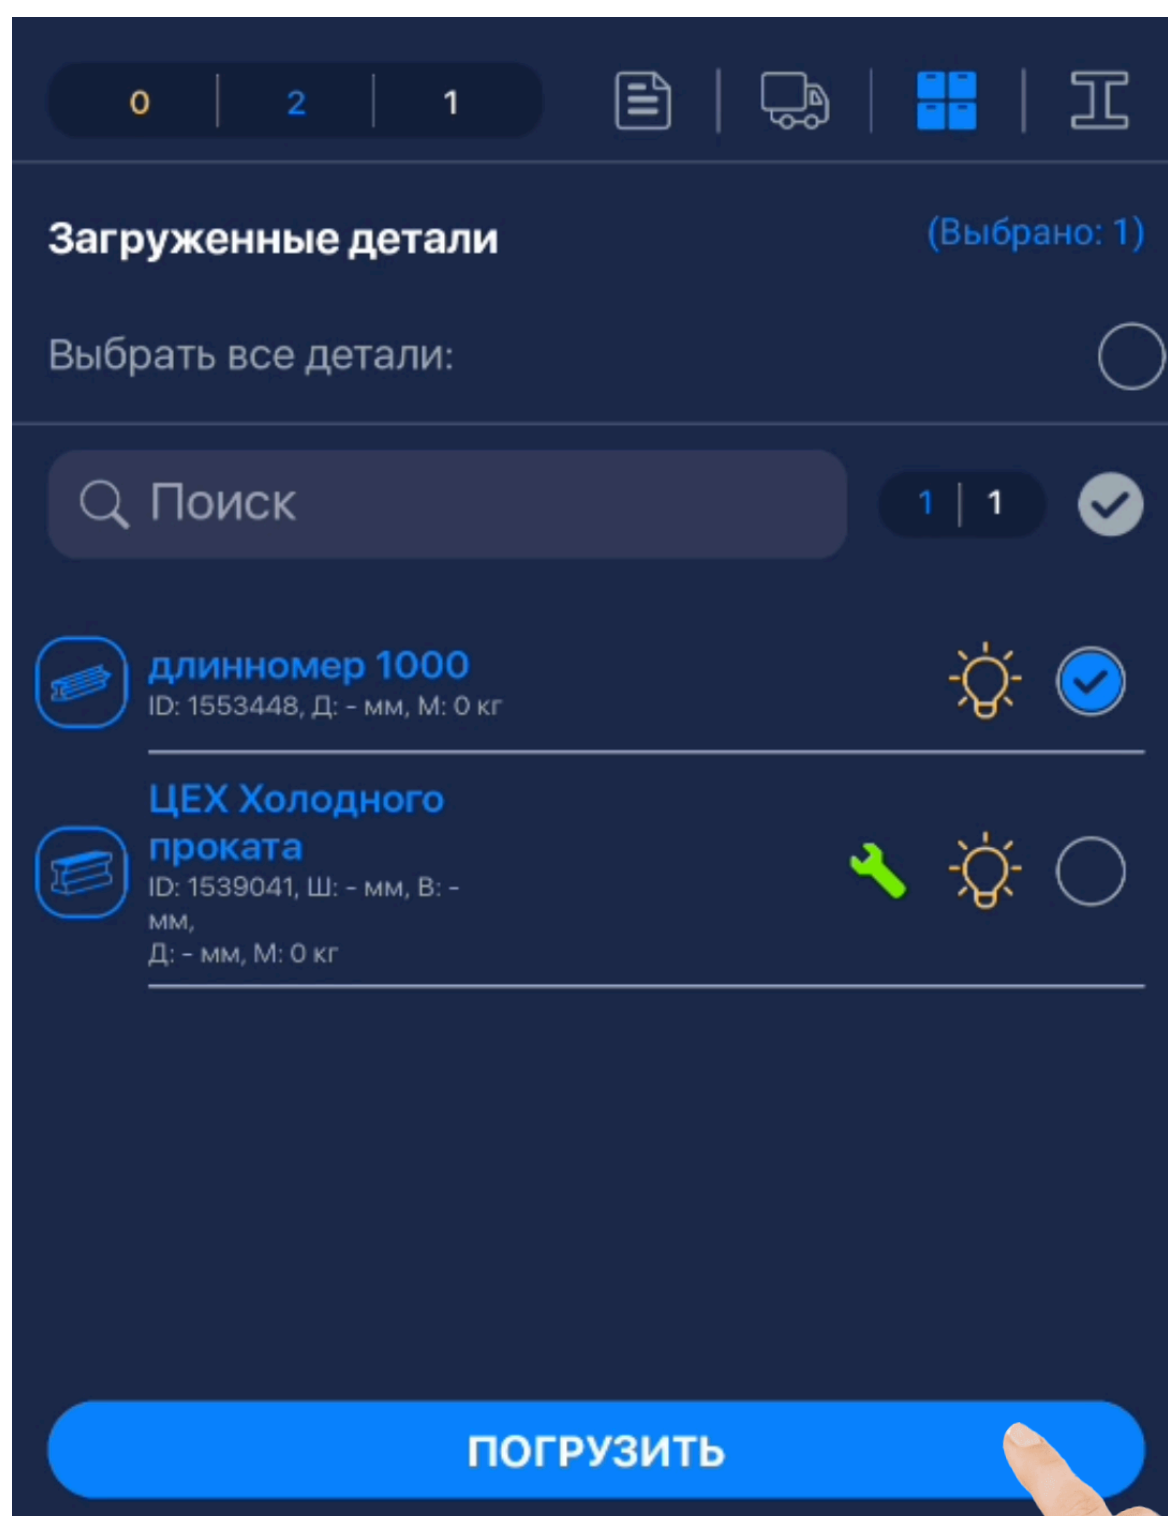 0 2 1
Загруженные детали (Выбрано: 1)
Выбрать все детали:
Поиск 1 1
длинномер 1000
ID: 1553448, Д: - мм, М: 0 кг
ЦЕХ Холодного
проката
ID: 1539041, Ш: - мм, В: -
мм,
Д: - мм, М: 0 кг
ПОГРУЗИТЬ